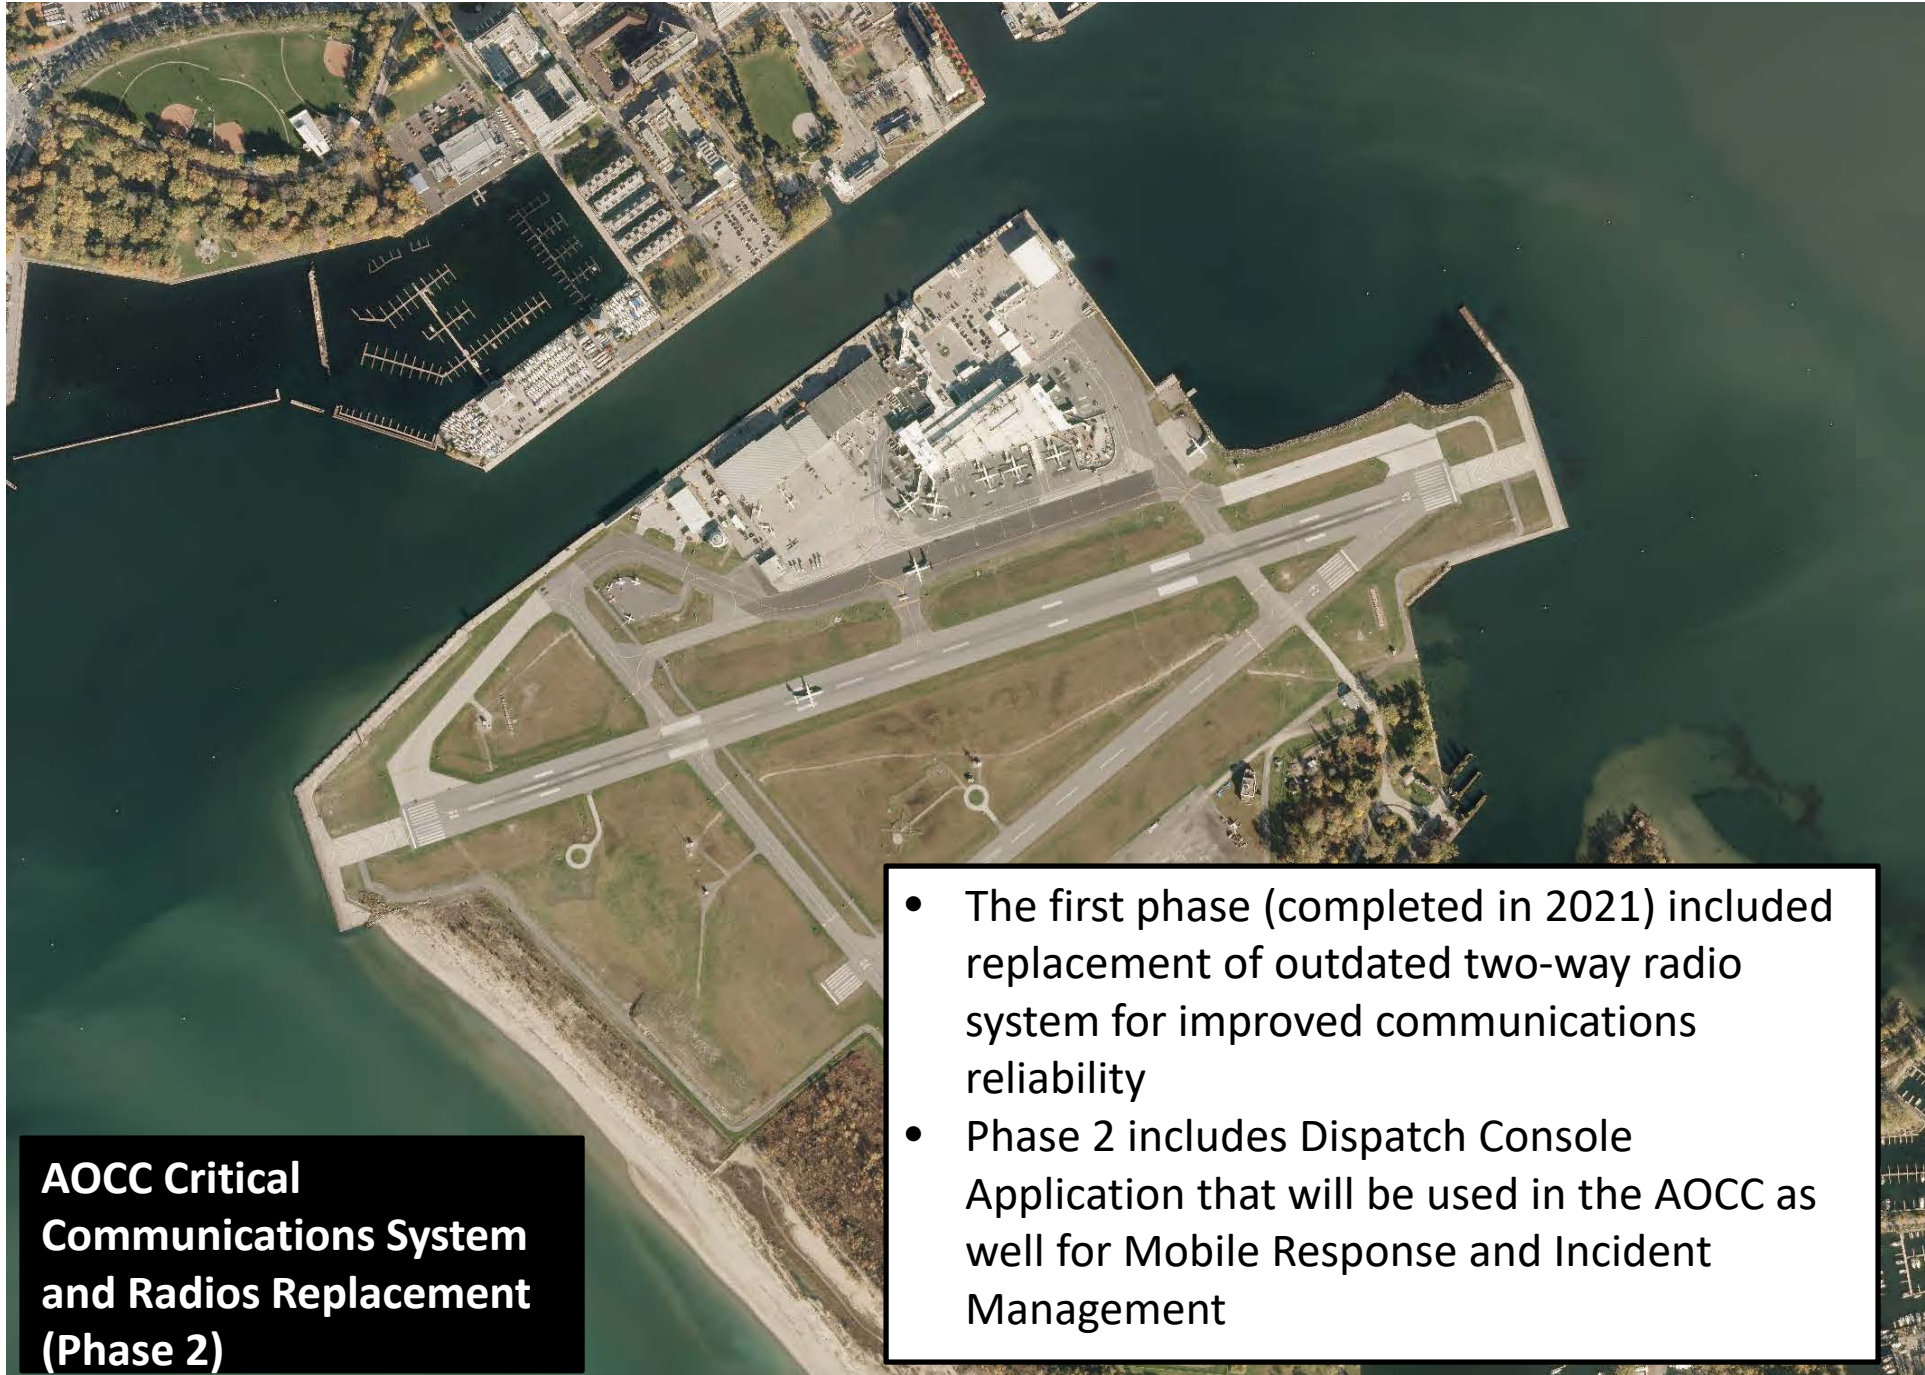 AOCC Critical
Communications System
and Radios Replacement
(Phase 2)
• The first phase (completed in 2021) included
replacement of outdated two-way radio
system for improved communications
reliability
• Phase 2 includes Dispatch Console
Application that will be used in the AOCC as
well for Mobile Response and Incident
Management